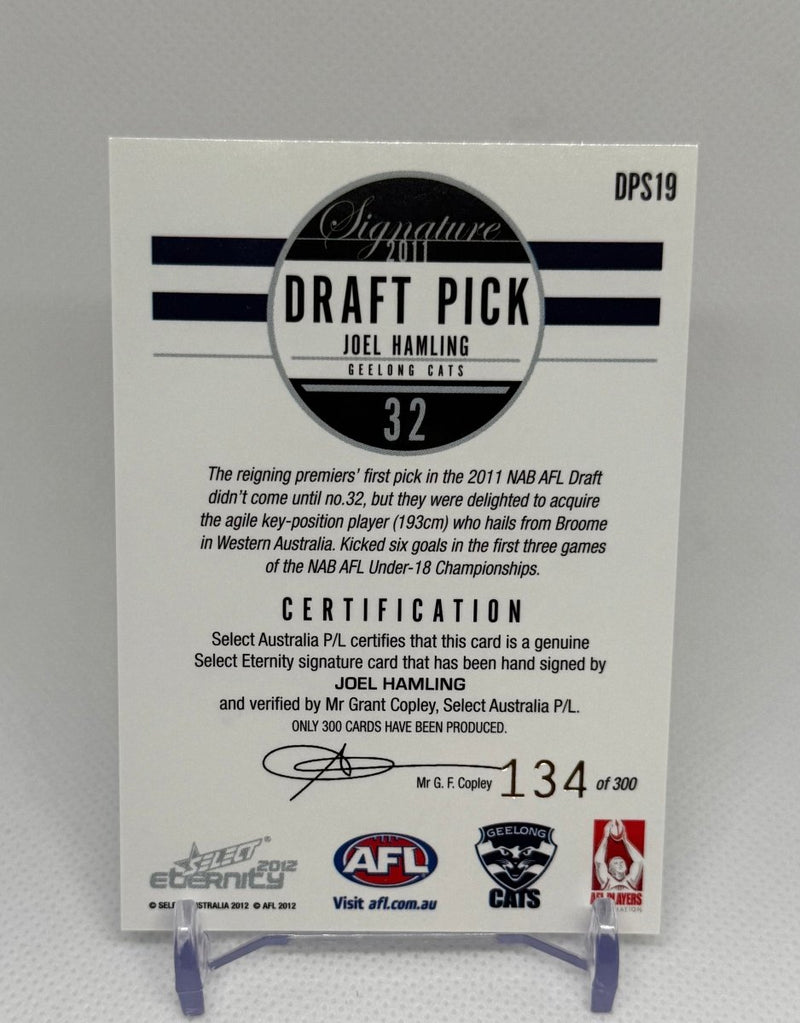 DPS19
Signature
2011
DRAFT PICK
JOEL HAMLING
GEELONG CATS
32
The reigning premiers' first pick in the 2011 NAB AFL Draft
didn't come until no.32, but they were delighted to acquire
the agile key-position player (193cm) who hails from Broome
in Western Australia. Kicked six goals in the first three games
of the NAB AFL Under-18 Championships.
CERTIFICATION
Select Australia P/L certifies that this card is a genuine
Select Eternity signature card that has been hand signed by
JOEL HAMLING
and verified by Mr Grant Copley, Select Australia P/L.
ONLY 300 CARDS HAVE BEEN PRODUCED.
Mr G. F. Copley 134 of 300
SELECT®
eternity 2012
© SELECT AUSTRALIA 2012 © AFL 2012
AFL
Visit afl.com.au
GEELONG
CATS
AFL PLAYERS